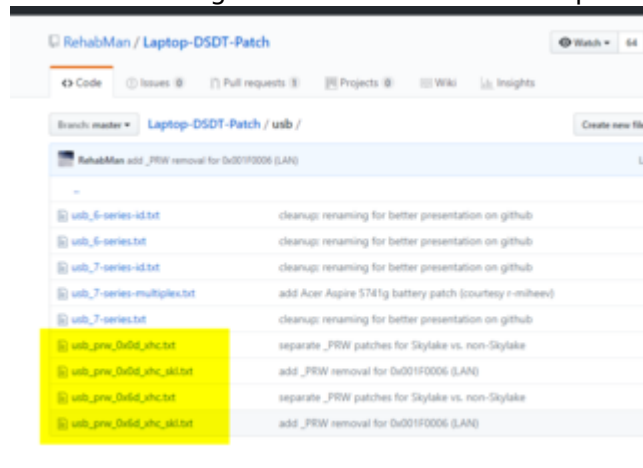 RehabMan / Laptop-DSDT-Patch
Watch 64
Code Issues 0 Pull requests 1 Projects 0 Wiki Insights
Branch: master Laptop-DSDT-Patch / usb / Create new file
RehabMan add _PRW removal for 0x001F0006 (LAN) L
..
usb_6-series-id.txt cleanup: renaming for better presentation on github
usb_6-series.txt cleanup: renaming for better presentation on github
usb_7-series-id.txt cleanup: renaming for better presentation on github
usb_7-series-multiplex.txt add Acer Aspire 5741g battery patch (courtesy r-miheev)
usb_7-series.txt cleanup: renaming for better presentation on github
usb_prw_0x0d_xhc.txt separate _PRW patches for Skylake vs. non-Skylake
usb_prw_0x0d_xhc_skl.txt add _PRW removal for 0x001F0006 (LAN)
usb_prw_0x6d_xhc.txt separate _PRW patches for Skylake vs. non-Skylake
usb_prw_0x6d_xhc_skl.txt add _PRW removal for 0x001F0006 (LAN)